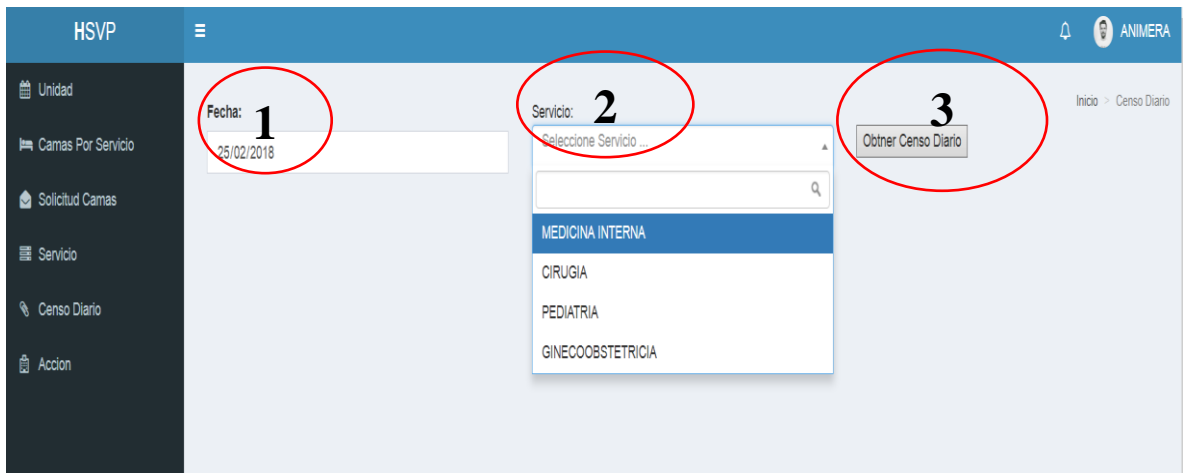 HSVP
ANIMERA
Unidad
Camas Por Servicio
Solicitud Camas
Servicio
Censo Diario
Accion
Inicio > Censo Diario
Fecha:
1
25/02/2018
Servicio:
2
Seleccione Servicio ...
MEDICINA INTERNA
CIRUGIA
PEDIATRIA
GINECOOBSTETRICIA
3
Obtner Censo Diario